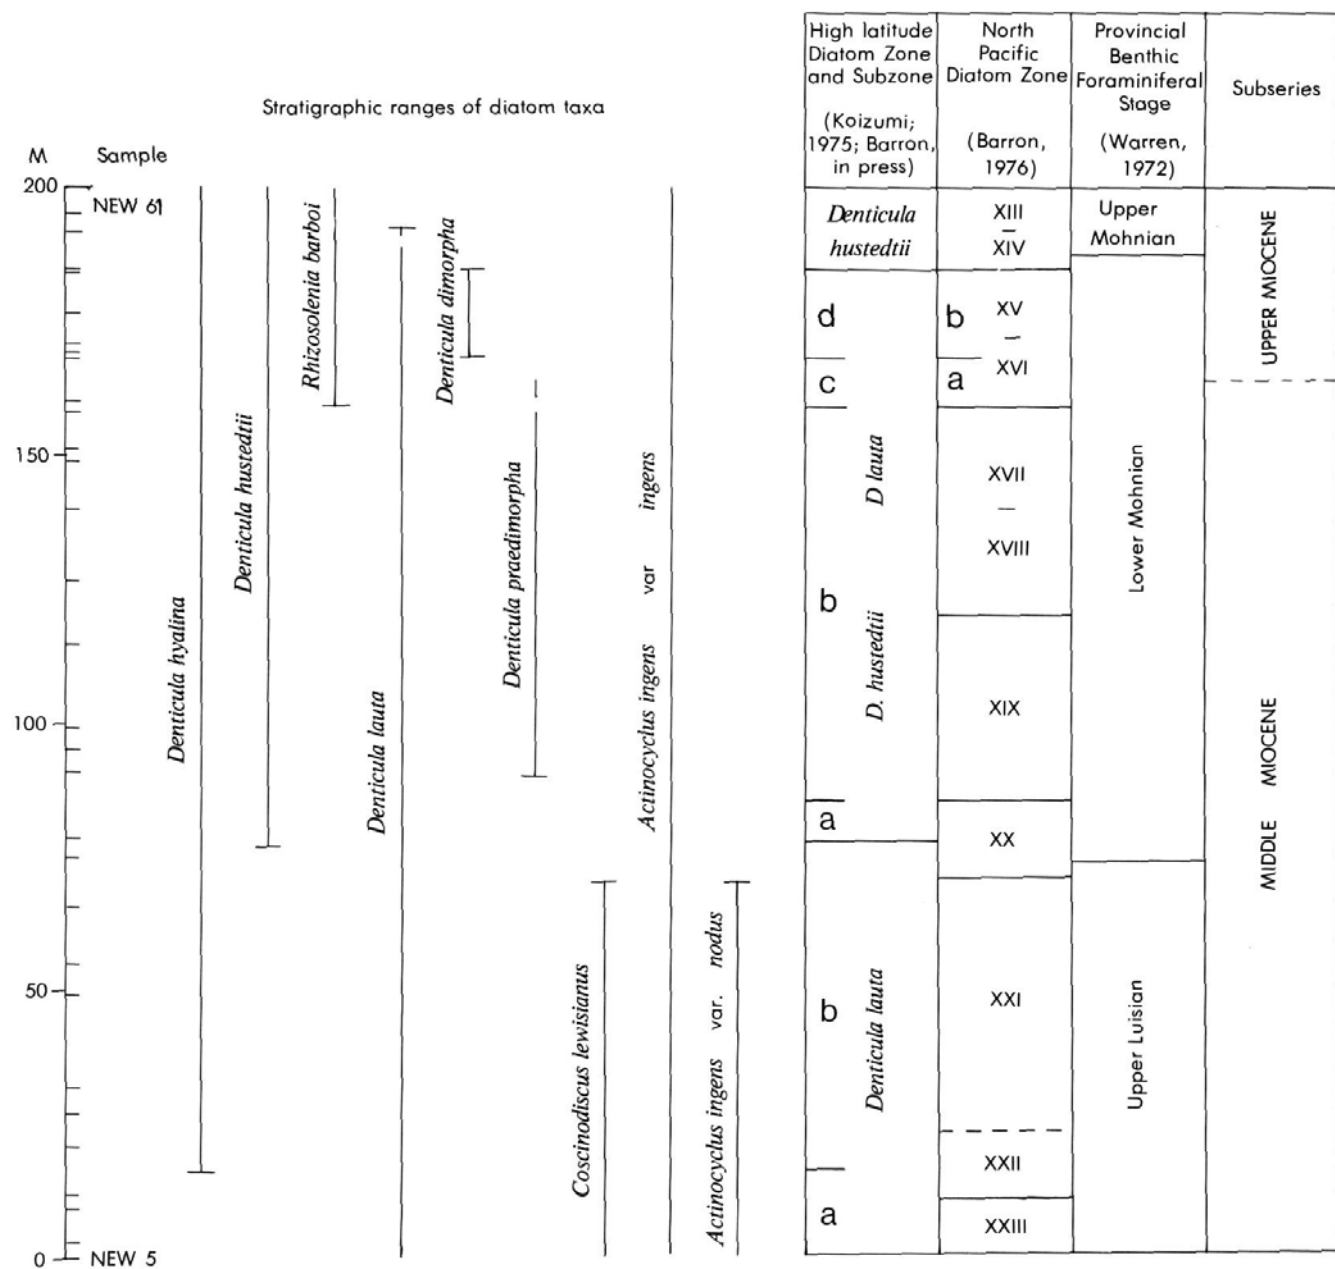 Stratigraphic ranges of diatom taxa
M
Sample
200
NEW 61
150
100
50
0
NEW 5
Denticula hyalina
Denticula hustedtii
Rhizosolenia barboi
Denticula lauta
Denticula dimorpha
Denticula praedimorpha
Coscinodiscus lewisianus
Actinocyclus ingens var ingens
Actinocyclus ingens var. nodus
High latitude
Diatom Zone
and Subzone
(Koizumi;
1975; Barron,
in press)
Denticula
hustedtii
d
c
b
D. hustedtii D lauta
a
b
Denticula lauta
a
North
Pacific
Diatom Zone
(Barron,
1976)
XIII
–
XIV
b
XV
–
a
XVI
XVII
–
XVIII
XIX
XX
XXI
XXII
XXIII
Provincial
Benthic
Foraminiferal
Stage
(Warren,
1972)
Upper
Mohnian
Lower Mohnian
Upper Luisian
Subseries
UPPER MIOCENE
MIDDLE MIOCENE